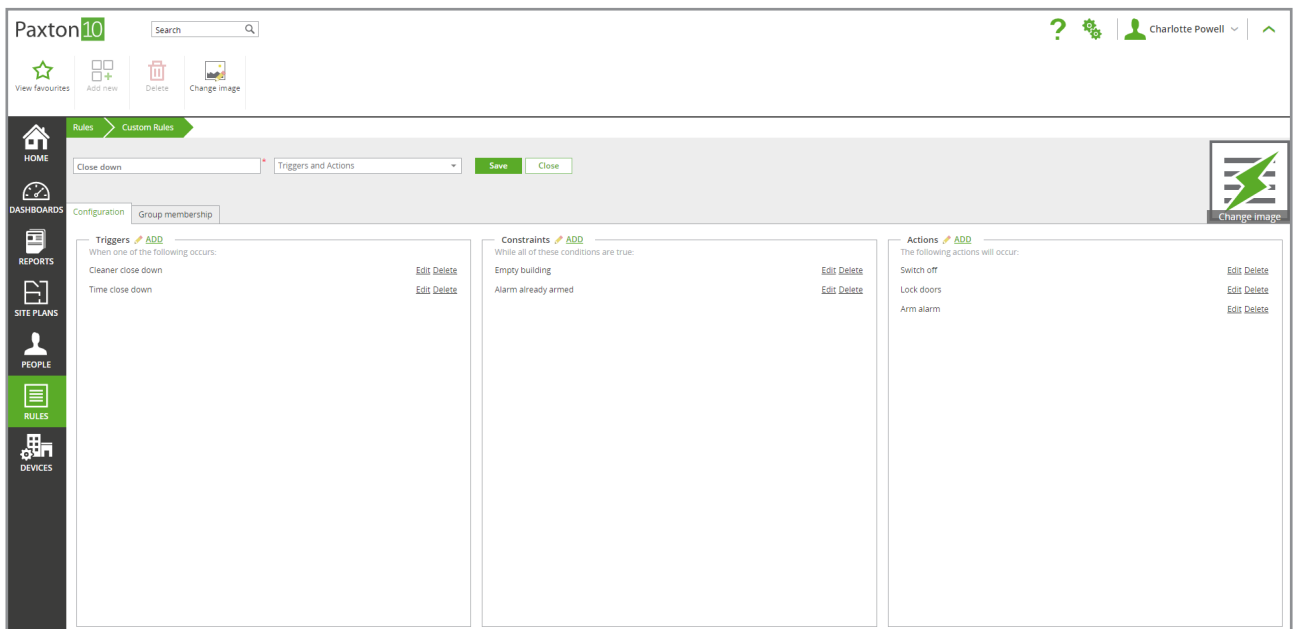 Paxton10
Search
Charlotte Powell
View favourites
Add new
Delete
Change image
HOME
DASHBOARDS
REPORTS
SITE PLANS
PEOPLE
RULES
DEVICES
Rules Custom Rules
Close down * Triggers and Actions Save Close
Change image
Configuration Group membership
Triggers ADD
When one of the following occurs:
Cleaner close down Edit Delete
Time close down Edit Delete
Constraints ADD
While all of these conditions are true:
Empty building Edit Delete
Alarm already armed Edit Delete
Actions ADD
The following actions will occur:
Switch off Edit Delete
Lock doors Edit Delete
Arm alarm Edit Delete